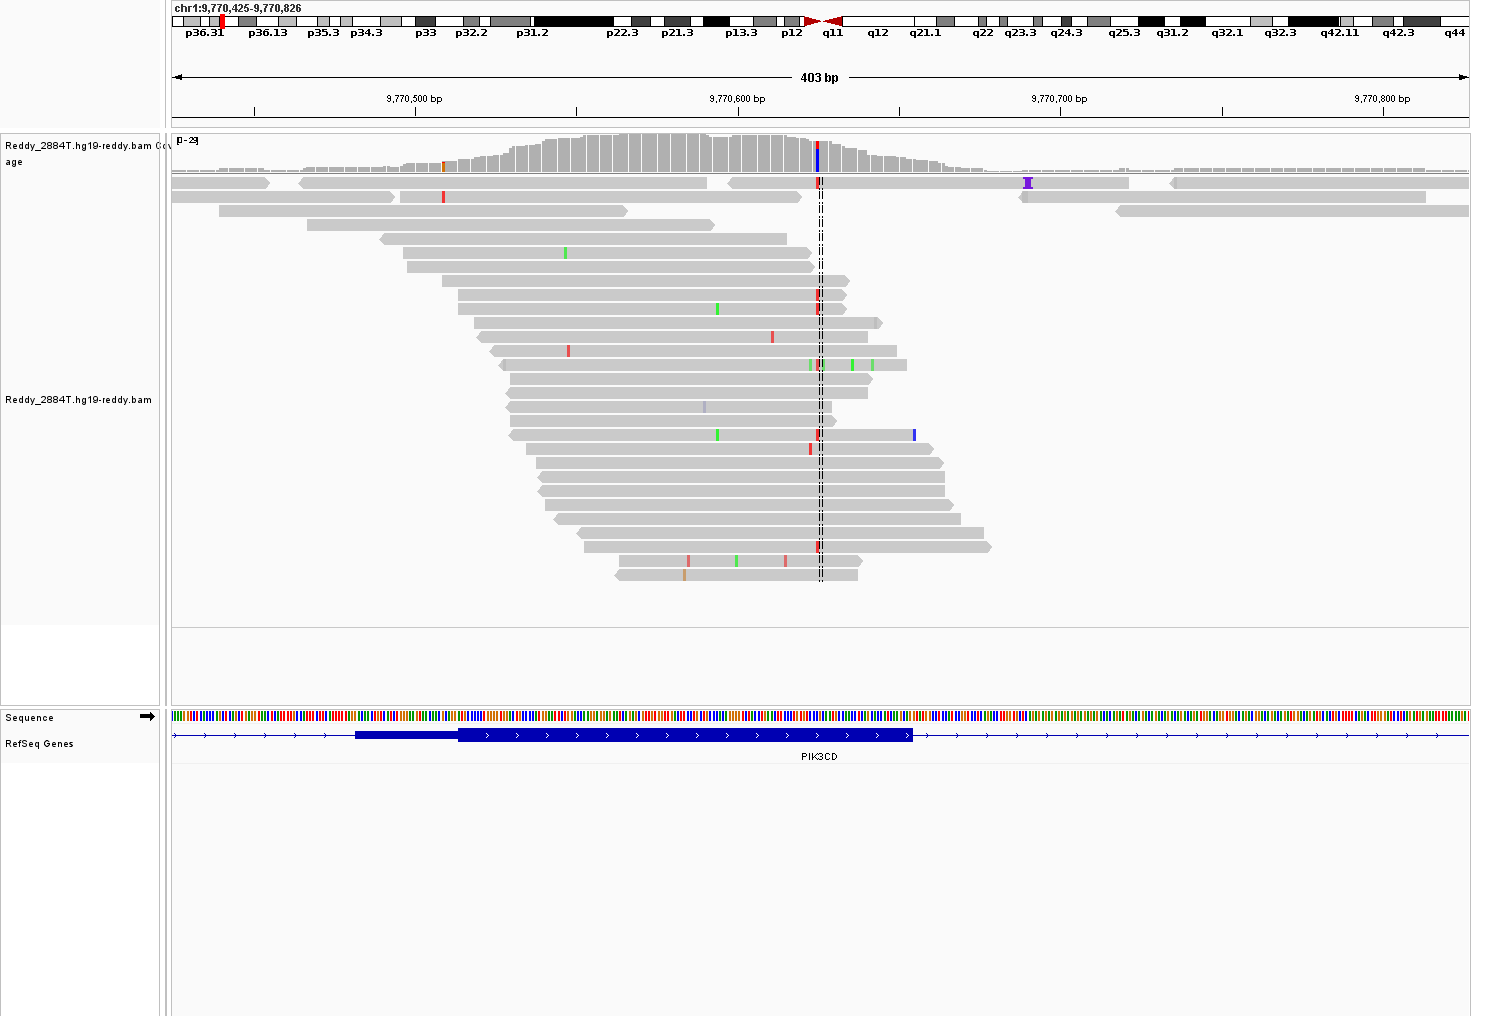 chr1:9,770,425-9,770,826
p36.31 p36.13 p35.3 p34.3 p33 p32.2 p31.2 p22.3 p21.3 p13.3 p12 q11 q12 q21.1 q22 q23.3 q24.3 q25.3 q31.2 q32.1 q32.3 q42.11 q42.3 q44
403 bp
9,770,500 bp 9,770,600 bp 9,770,700 bp 9,770,800 bp
Reddy_2884T.hg19-reddy.bam Cov
age
[0-29]
Reddy_2884T.hg19-reddy.bam
Sequence
RefSeq Genes
PIK3CD